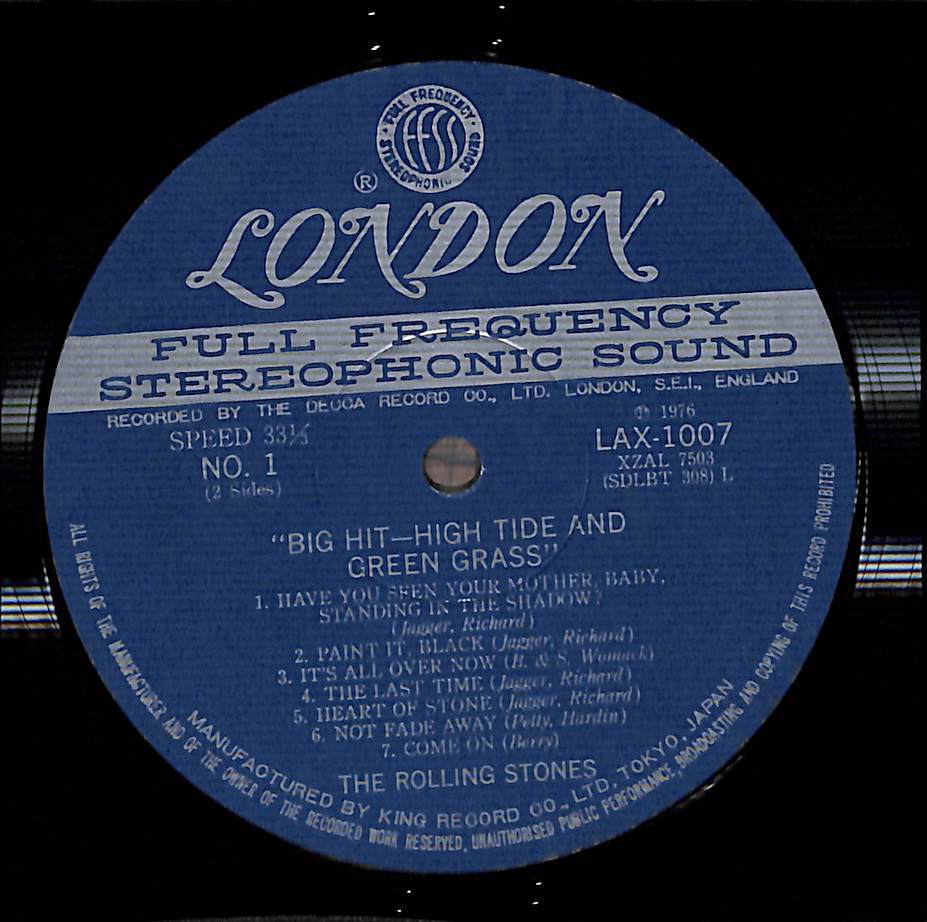 FULL FREQUENCY
FFSS
STEREOPHONIC SOUND
®
LONDON
FULL FREQUENCY
STEREOPHONIC SOUND
RECORDED BY THE DECCA RECORD CO., LTD. LONDON, S.E.I., ENGLAND
SPEED 33⅓
NO. 1
(2 Sides)
℗ 1976
LAX-1007
XZAL 7503
(SDLBT 308) L
"BIG HIT—HIGH TIDE AND
GREEN GRASS"
1. HAVE YOU SEEN YOUR MOTHER, BABY,
STANDING IN THE SHADOW?
(Jagger, Richard)
2. PAINT IT, BLACK (Jagger, Richard)
3. IT'S ALL OVER NOW (B. & S. Womack)
4. THE LAST TIME (Jagger, Richard)
5. HEART OF STONE (Jagger, Richard)
6. NOT FADE AWAY (Petty, Hardin)
7. COME ON (Berry)
THE ROLLING STONES
MANUFACTURED BY KING RECORD CO., LTD. TOKYO, JAPAN
ALL RIGHTS OF THE MANUFACTURER AND OF THE OWNER OF THE RECORDED WORK RESERVED, UNAUTHORISED PUBLIC PERFORMANCE, BROADCASTING AND COPYING OF THIS RECORD PROHIBITED